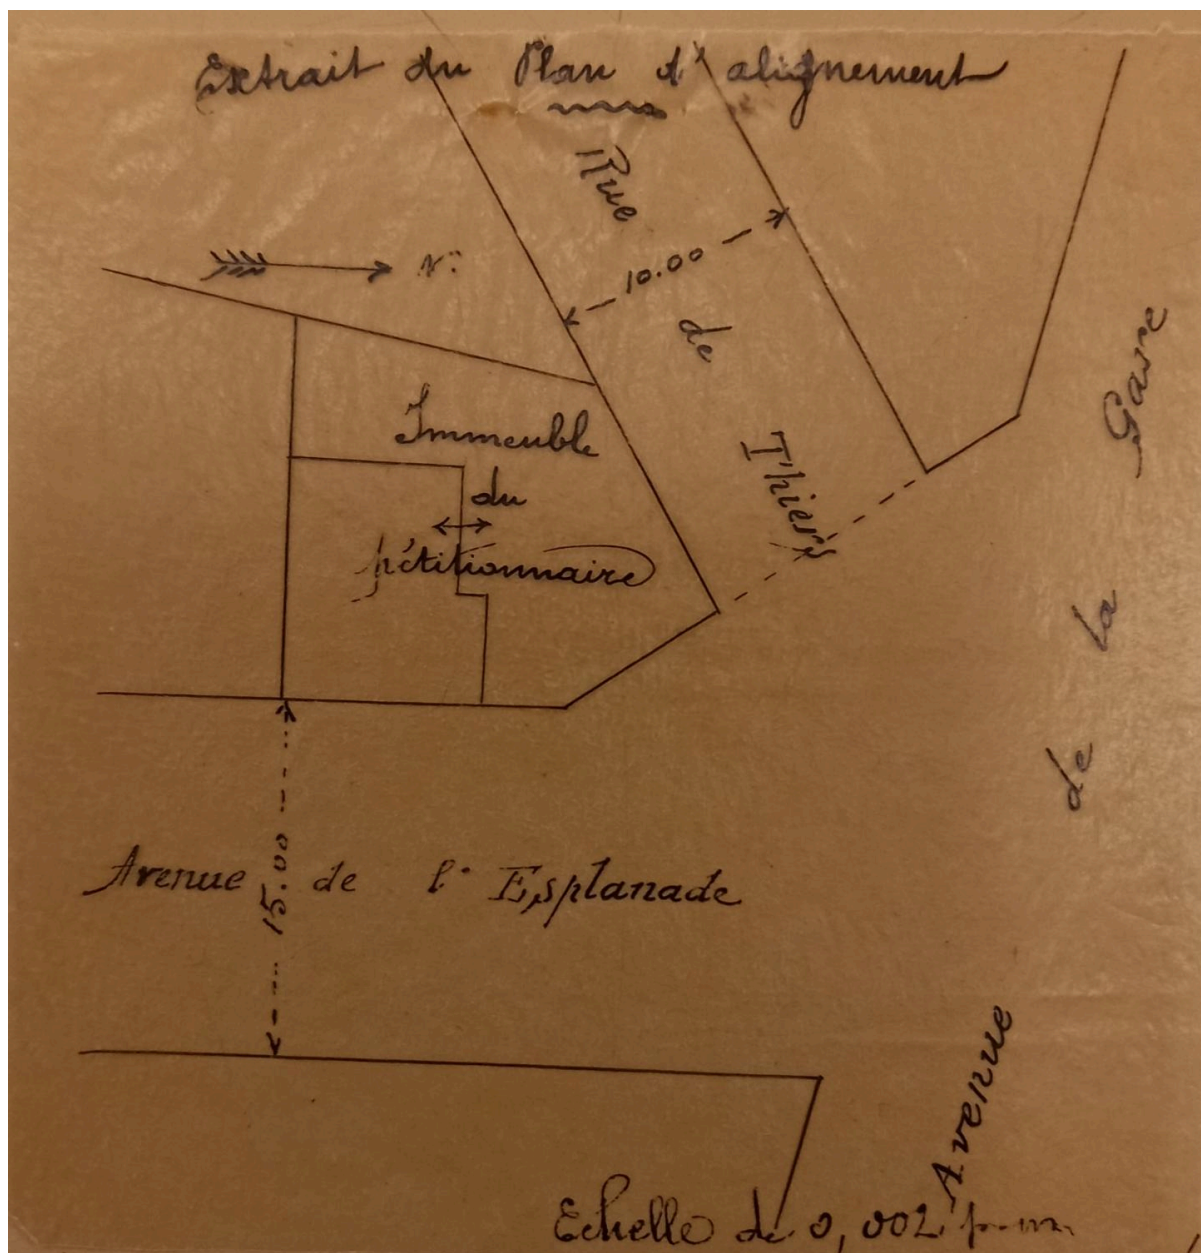 Extrait du Plan d'alignement
N.
Rue de Thiers
10.00
Immeuble
du
pétitionnaire
Avenue de la Gare
15.00
Avenue de l'Esplanade
Echelle de 0,002 p. m.